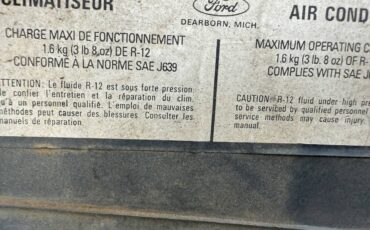 CLIMATISEUR
CHARGE MAXI DE FONCTIONNEMENT
1.6 kg (3 lb 8 oz) DE R-12
CONFORME À LA NORME SAE J639
ATTENTION: Le fluide R-12 est sous forte pression
de confier l'entretien et la réparation du clim.
qu'à un personnel qualifié. L'emploi de mauvaises
méthodes peut causer des blessures. Consulter les
manuels de réparation.
Ford
DEARBORN, MICH.
AIR COND
MAXIMUM OPERATING C
1.6 kg (3 lb. 8 oz) OF R-
COMPLIES WITH SAE J
CAUTION: R-12 fluid under high pre
to be serviced by qualified personnel
service methods may cause injury.
manual.